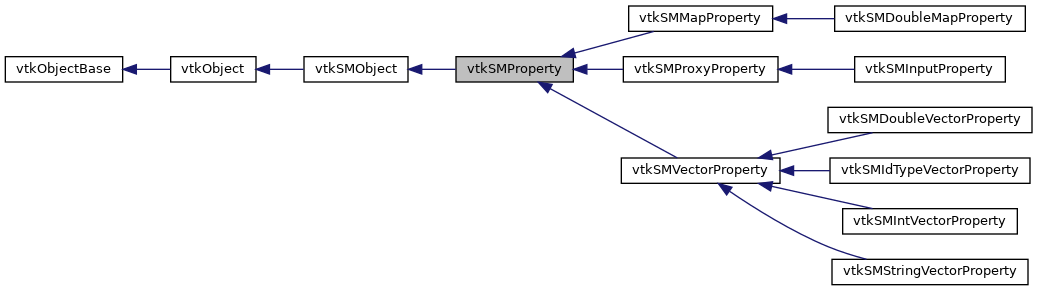 vtkSMMapProperty
vtkSMDoubleMapProperty
vtkObjectBase
vtkObject
vtkSMObject
vtkSMProperty
vtkSMProxyProperty
vtkSMInputProperty
vtkSMDoubleVectorProperty
vtkSMVectorProperty
vtkSMIdTypeVectorProperty
vtkSMIntVectorProperty
vtkSMStringVectorProperty